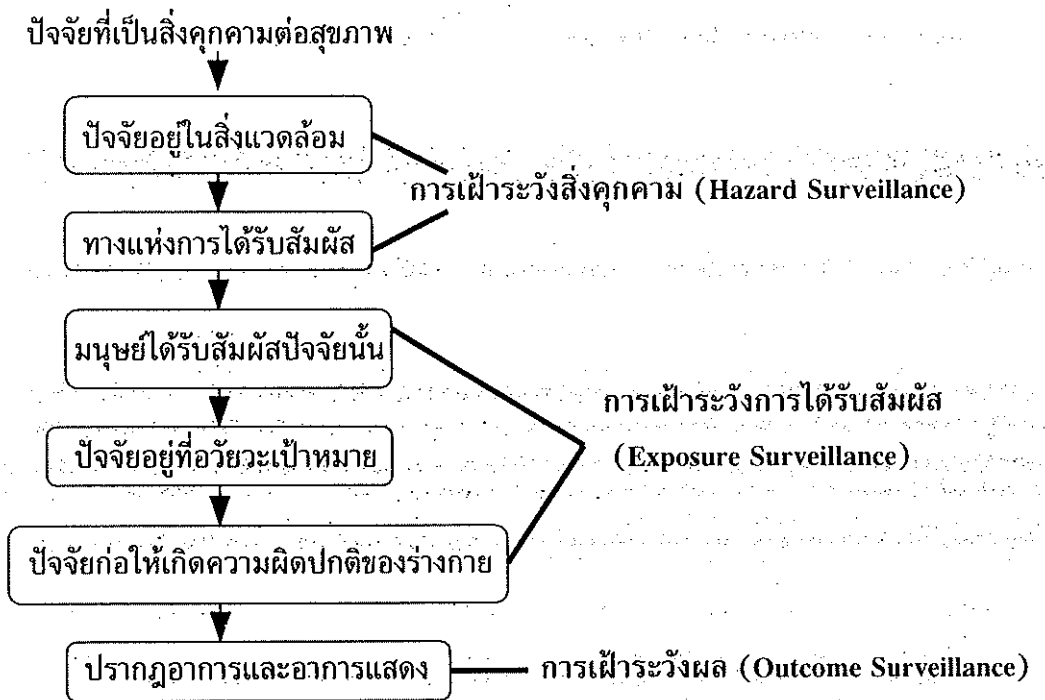 ปัจจัยที่เป็นสิ่งคุกคามต่อสุขภาพ
ปัจจัยอยู่ในสิ่งแวดล้อม
การเฝ้าระวังสิ่งคุกคาม (Hazard Surveillance)
ทางแห่งการได้รับสัมผัส
มนุษย์ได้รับสัมผัสปัจจัยนั้น
การเฝ้าระวังการได้รับสัมผัส
(Exposure Surveillance)
ปัจจัยอยู่ที่อวัยวะเป้าหมาย
ปัจจัยก่อให้เกิดความผิดปกติของร่างกาย
ปรากฎอาการและอาการแสดง
การเฝ้าระวังผล (Outcome Surveillance)